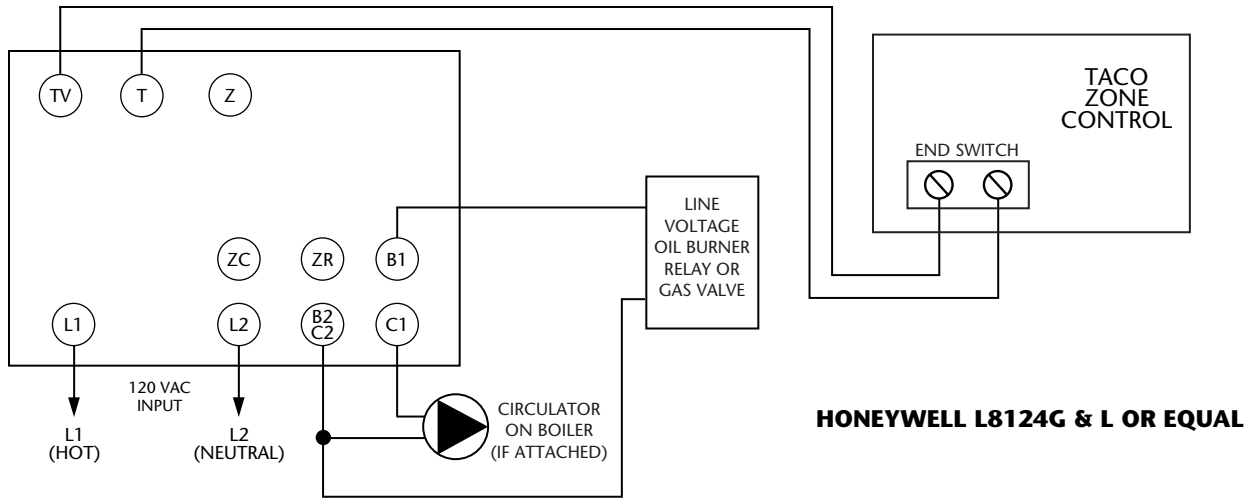 TV
T
Z
TACO
ZONE
CONTROL
END SWITCH
LINE
VOLTAGE
OIL BURNER
RELAY OR
GAS VALVE
ZC
ZR
B1
L1
L2
B2
C2
C1
120 VAC
INPUT
L1
(HOT)
L2
(NEUTRAL)
CIRCULATOR
ON BOILER
(IF ATTACHED)
HONEYWELL L8124G & L OR EQUAL